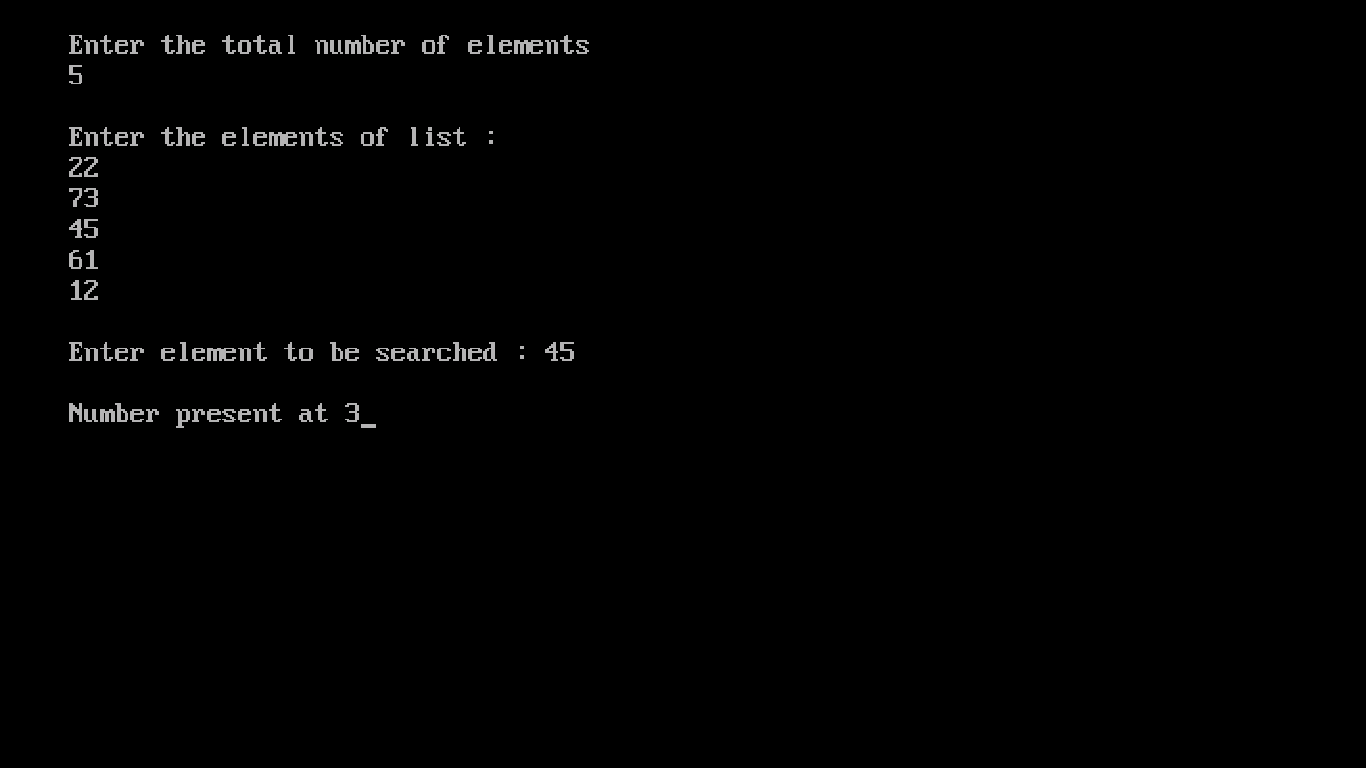 Enter the total number of elements
5
Enter the elements of list :
22
73
45
61
12
Enter element to be searched : 45
Number present at 3_